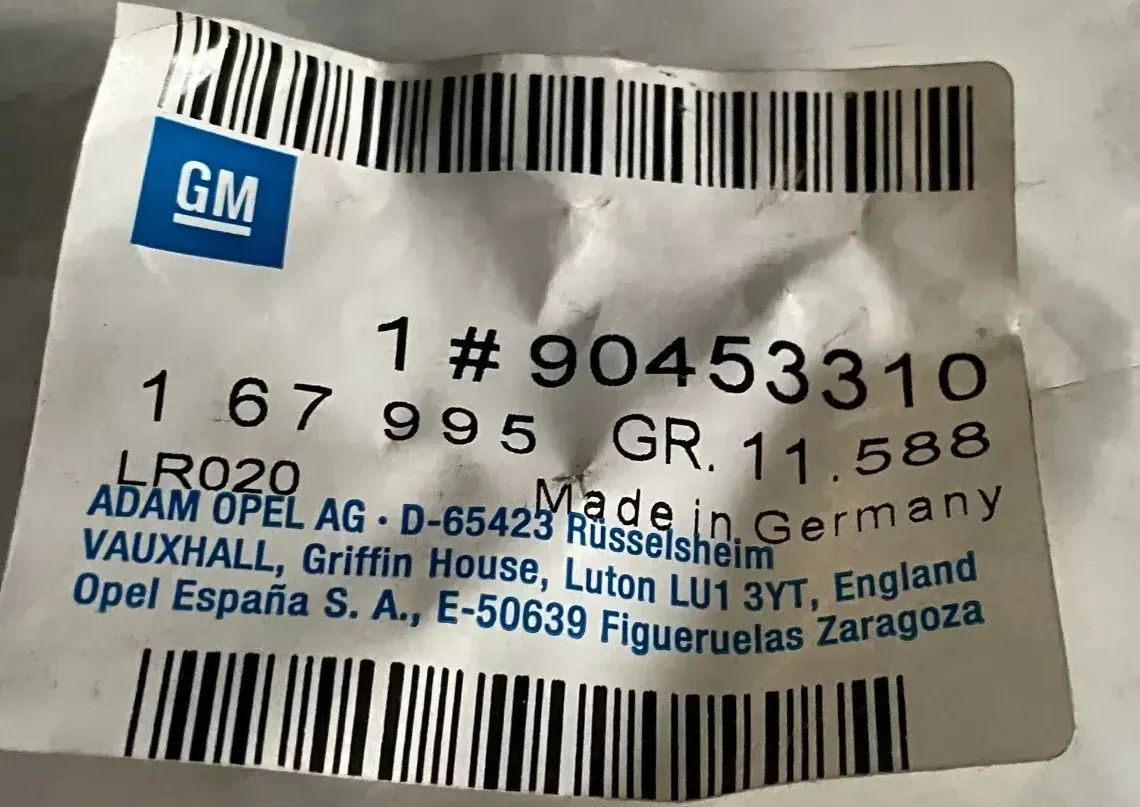 GM
1 # 90453310
1 67 995 GR. 11.588
LR020 Made in Germany
ADAM OPEL AG · D-65423 Rüsselsheim
VAUXHALL, Griffin House, Luton LU1 3YT, England
Opel España S. A., E-50639 Figueruelas Zaragoza